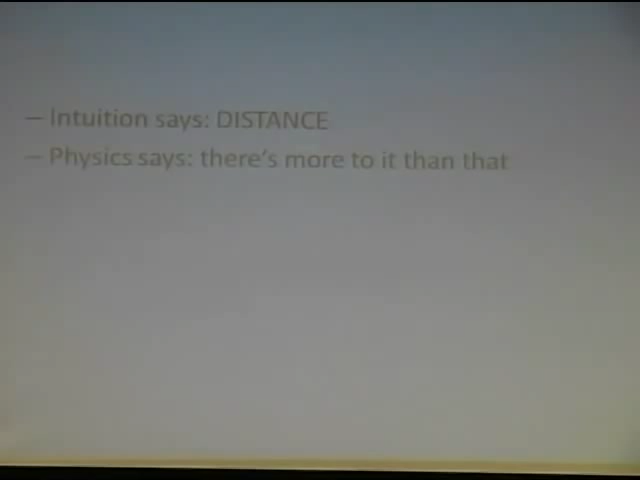 – Intuition says: DISTANCE
– Physics says: there's more to it than that